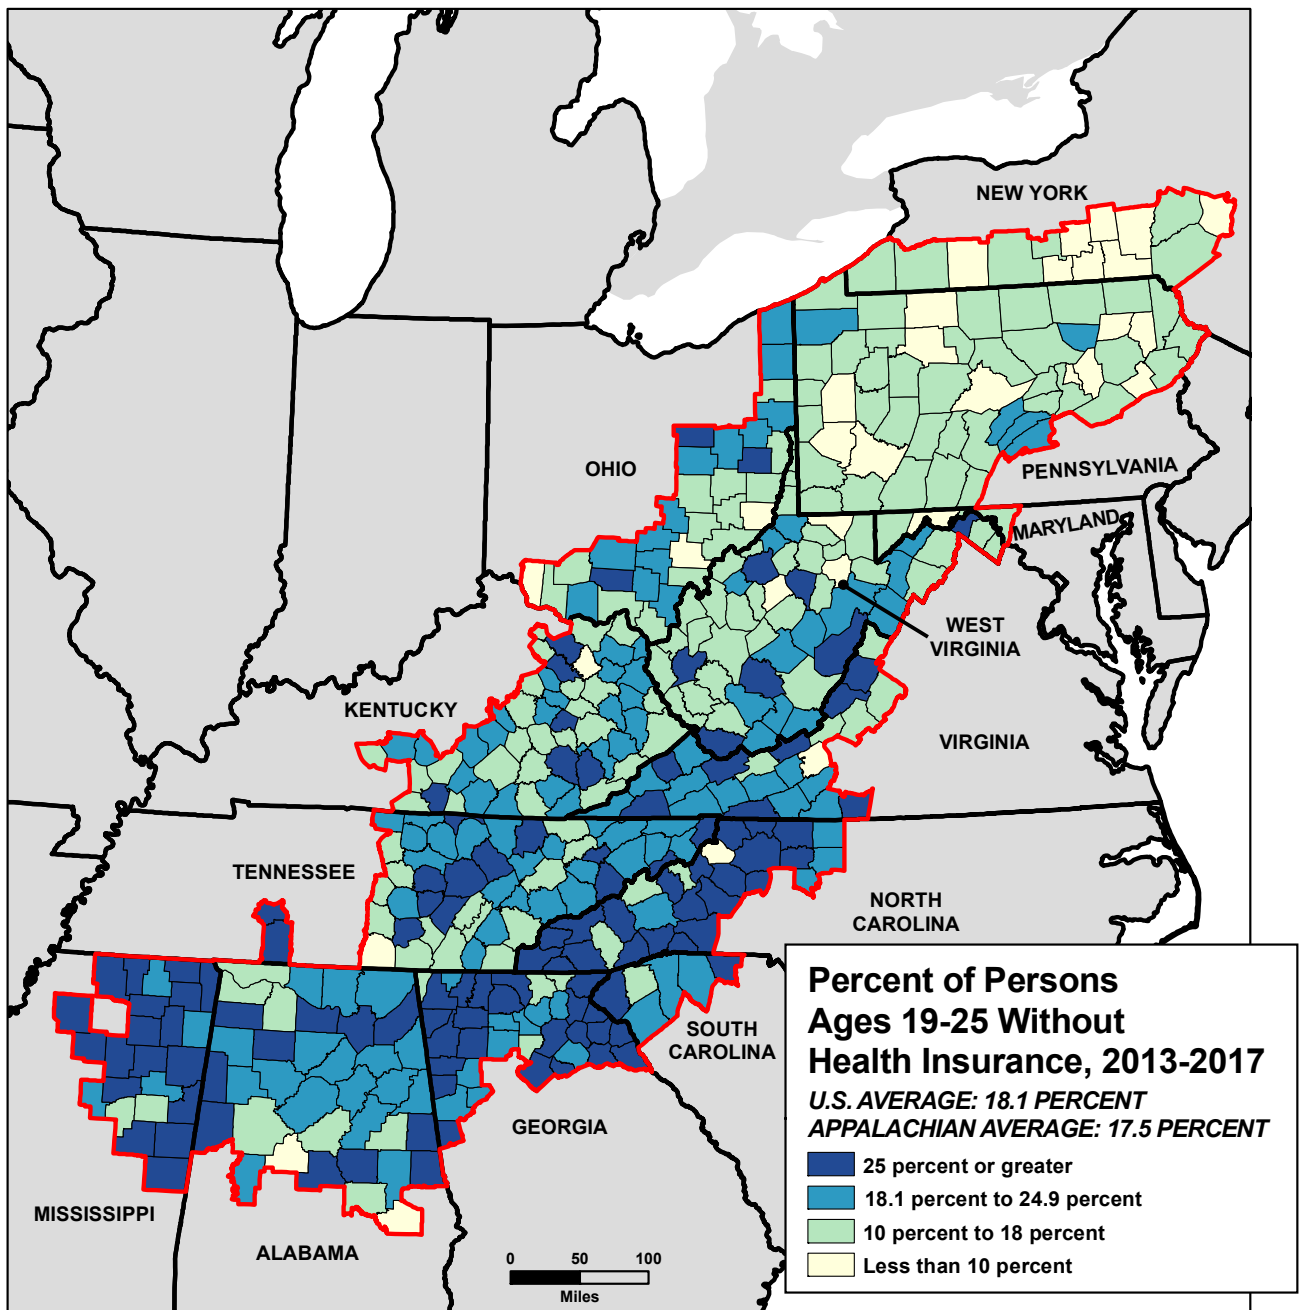 NEW YORK
OHIO
PENNSYLVANIA
MARYLAND
WEST
VIRGINIA
KENTUCKY
VIRGINIA
TENNESSEE
NORTH
CAROLINA
SOUTH
CAROLINA
GEORGIA
MISSISSIPPI
ALABAMA
Percent of Persons
Ages 19-25 Without
Health Insurance, 2013-2017
U.S. AVERAGE: 18.1 PERCENT
APPALACHIAN AVERAGE: 17.5 PERCENT
25 percent or greater
18.1 percent to 24.9 percent
10 percent to 18 percent
Less than 10 percent
0 50 100
Miles